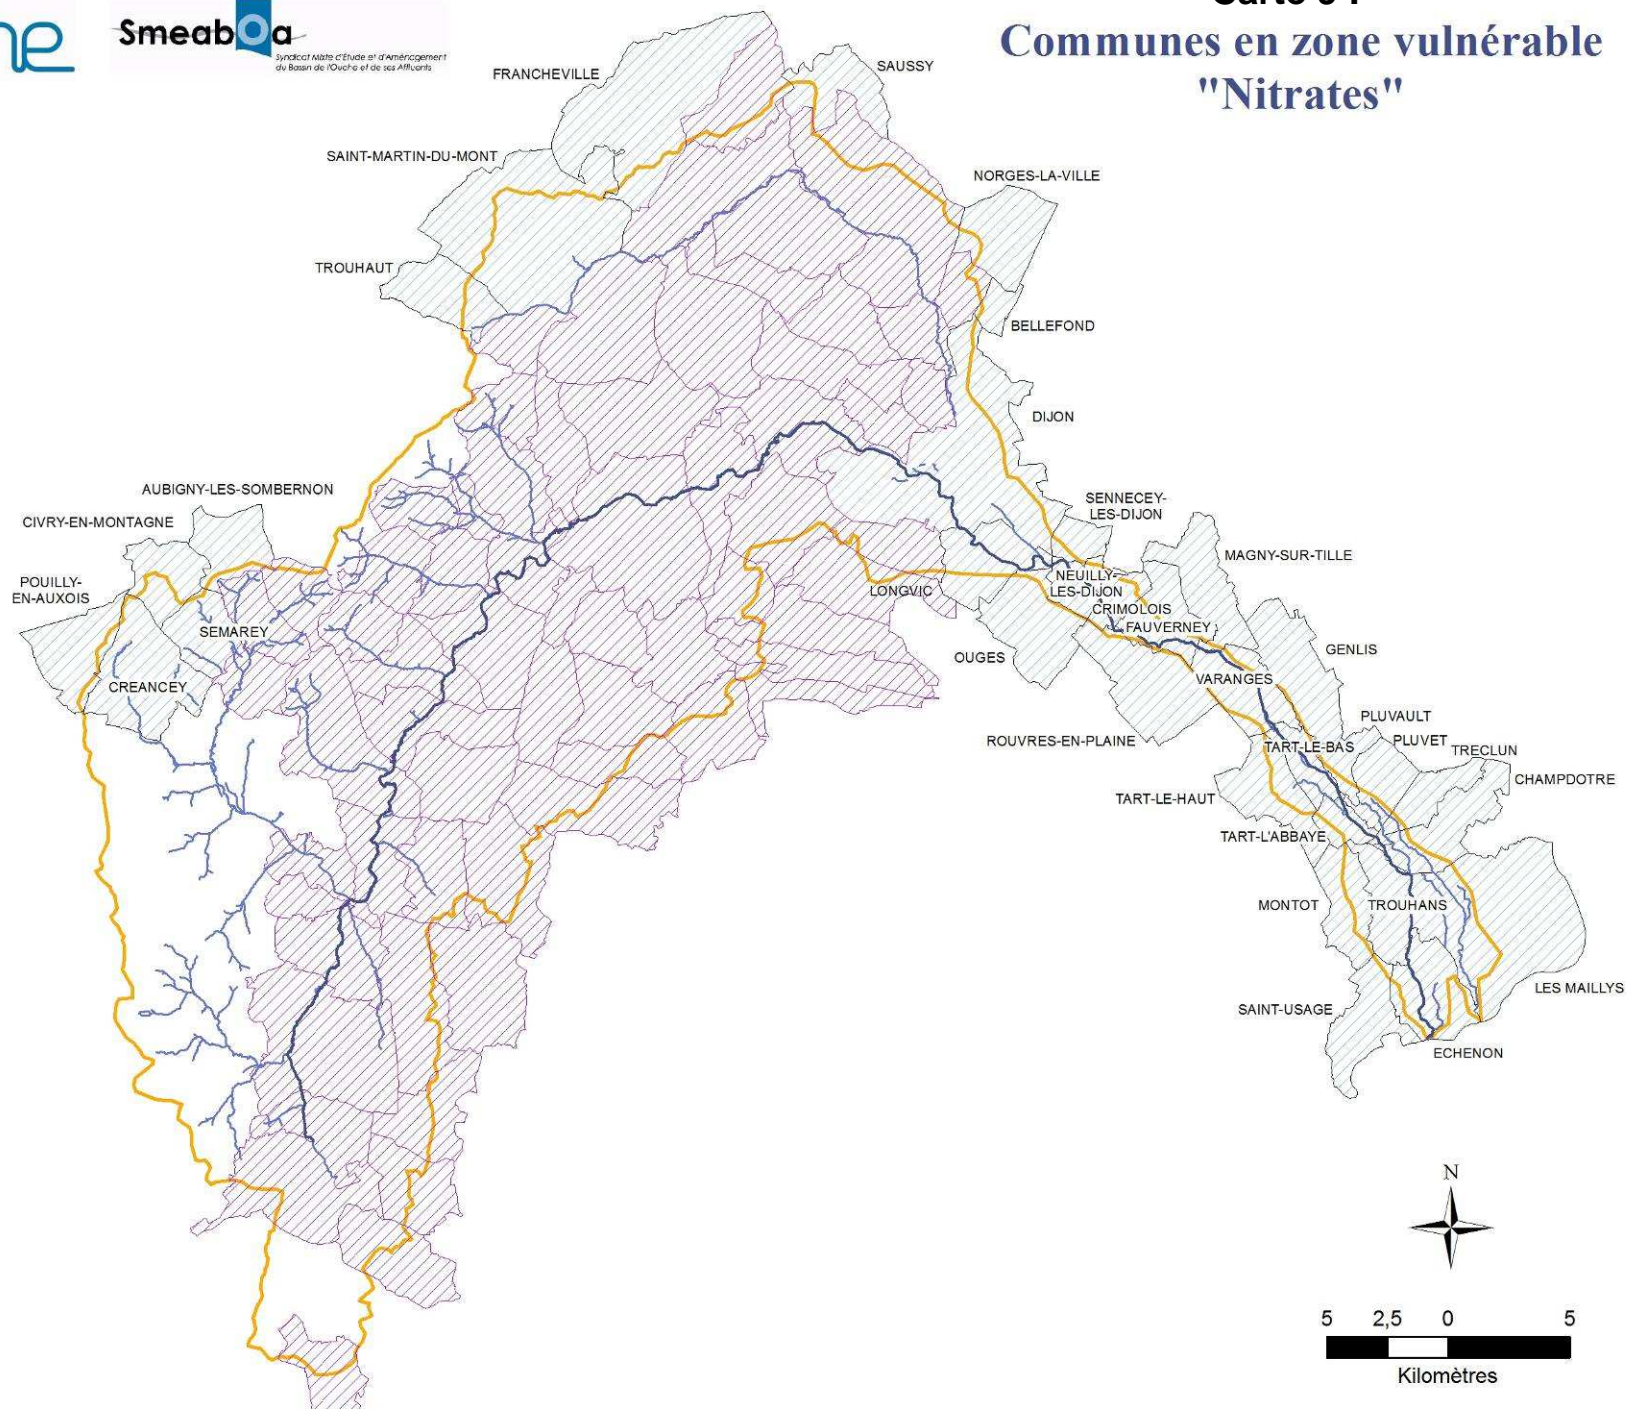 Smeaboa
Syndicat Mixte d'Etude et d'Aménagement
du Bassin de l'Ouche et de ses Affluents
Communes en zone vulnérable
"Nitrates"
FRANCHEVILLE
SAUSSY
SAINT-MARTIN-DU-MONT
NORGES-LA-VILLE
TROUHAUT
BELLEFOND
DIJON
AUBIGNY-LES-SOMBERNON
CIVRY-EN-MONTAGNE
SENNECEY-
LES-DIJON
MAGNY-SUR-TILLE
POUILLY-
EN-AUXOIS
NEUILLY-
LES-DIJON
LONGVIC
CRIMOLOIS
SEMAREY
FAUVERNEY
OUGES
GENLIS
VARANGES
CREANCEY
PLUVAULT
ROUVRES-EN-PLAINE
PLUVET
TART-LE-BAS
TRECLUN
CHAMPDOTRE
TART-LE-HAUT
TART-L'ABBAYE
MONTOT
TROUHANS
LES MAILLYS
SAINT-USAGE
ECHENON
N
5 2,5 0 5
Kilomètres